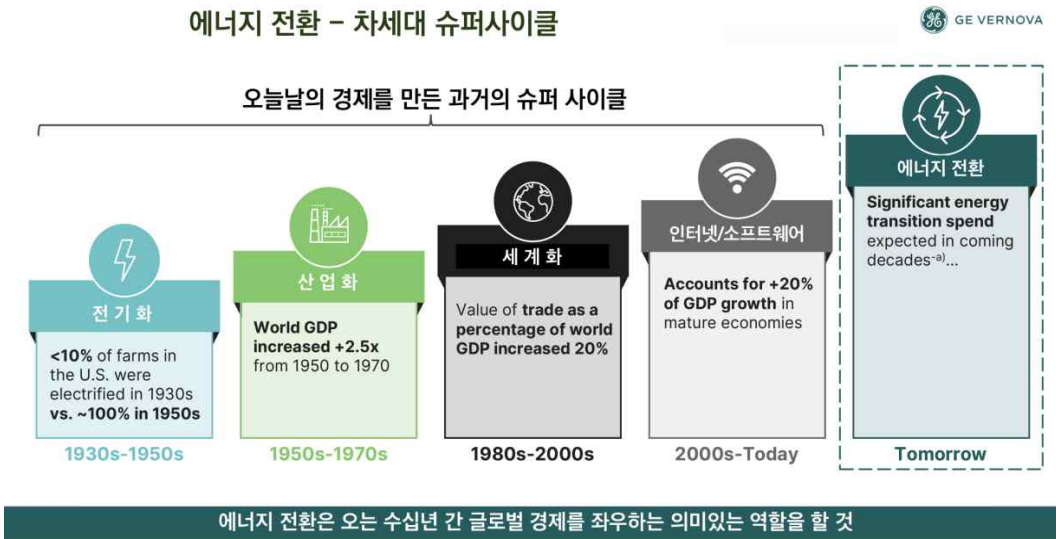 에너지 전환 – 차세대 슈퍼사이클
GE VERNOVA
오늘날의 경제를 만든 과거의 슈퍼 사이클
전기화
<10% of farms in
the U.S. were
electrified in 1930s
vs. ~100% in 1950s
1930s-1950s
산업화
World GDP
increased +2.5x
from 1950 to 1970
1950s-1970s
세계화
Value of trade as a
percentage of world
GDP increased 20%
1980s-2000s
인터넷/소프트웨어
Accounts for +20%
of GDP growth in
mature economies
2000s-Today
에너지 전환
Significant energy
transition spend
expected in coming
decades-a)...
Tomorrow
에너지 전환은 오는 수십년 간 글로벌 경제를 좌우하는 의미있는 역할을 할 것